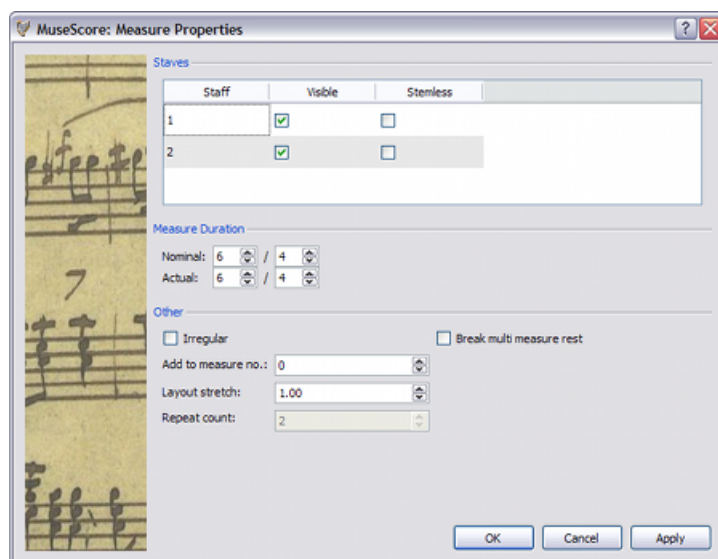 MuseScore: Measure Properties
Staves
Staff Visible Stemless
1
2
Measure Duration
Nominal: 6 / 4
Actual: 6 / 4
Other
Irregular Break multi measure rest
Add to measure no.: 0
Layout stretch: 1.00
Repeat count: 2
OK Cancel Apply